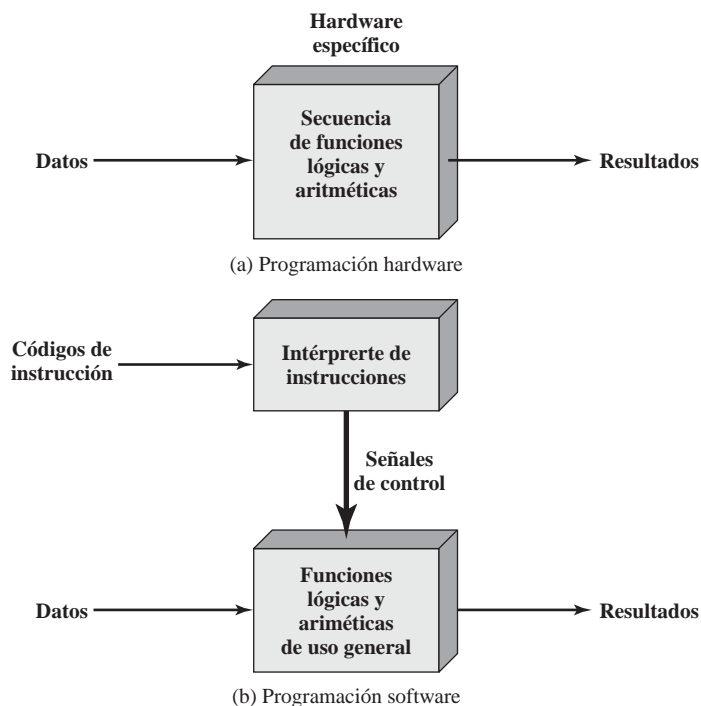 Hardware
específico
Secuencia
de funciones
lógicas y
aritméticas
Datos
Resultados
(a) Programación hardware
Códigos de
instrucción
Intérprerte de
instrucciones
Señales
de control
Funciones
lógicas y
ariméticas
de uso general
Datos
Resultados
(b) Programación software